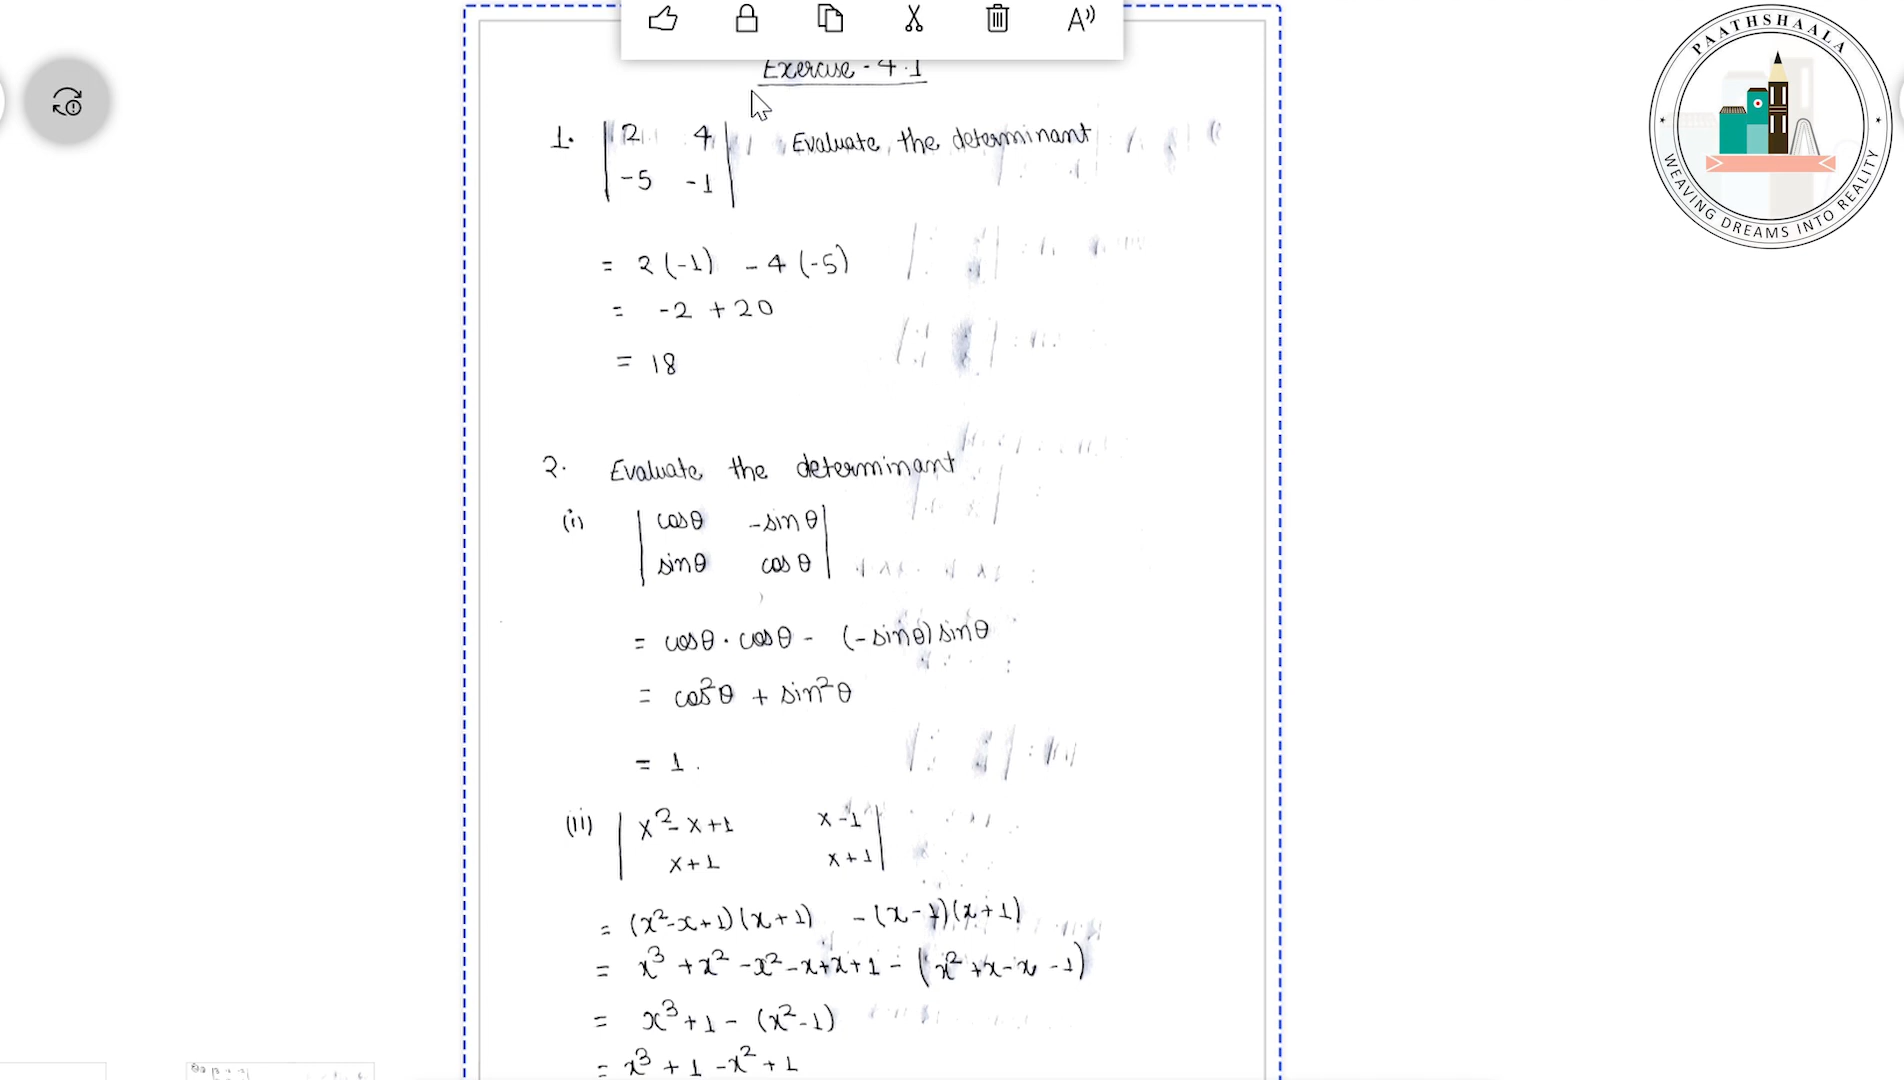 A
PAATHSHAALA
WEAVING DREAMS INTO REALITY
Exercise - 4.1
1. | 2 4 | Evaluate the determinant
| -5 -1 |
= 2(-1) - 4(-5)
= -2 + 20
= 18
2. Evaluate the determinant
(i) | cosθ -sinθ |
| sinθ cosθ |
= cosθ · cosθ - (-sinθ) sinθ
= cos²θ + sin²θ
= 1.
(ii) | x² - x + 1 x - 1 |
| x + 1 x + 1 |
= (x² - x + 1)(x + 1) - (x - 1)(x + 1)
= x³ + x² - x² - x + x + 1 - (x² + x - x - 1)
= x³ + 1 - (x² - 1)
= x³ + 1 - x² + 1